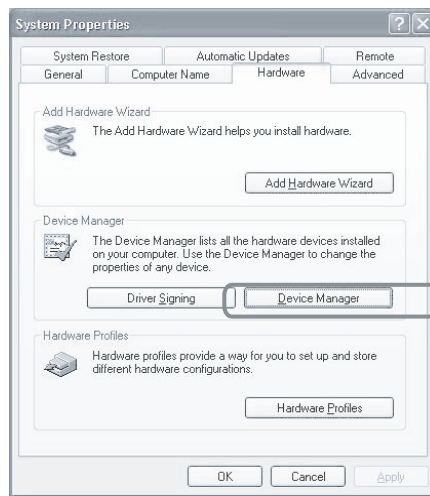 System Properties
System Restore Automatic Updates Remote
General Computer Name Hardware Advanced
Add Hardware Wizard
The Add Hardware Wizard helps you install hardware.
Add Hardware Wizard
Device Manager
The Device Manager lists all the hardware devices installed
on your computer. Use the Device Manager to change the
properties of any device.
Driver Signing Device Manager
Hardware Profiles
Hardware profiles provide a way for you to set up and store
different hardware configurations.
Hardware Profiles
OK Cancel Apply